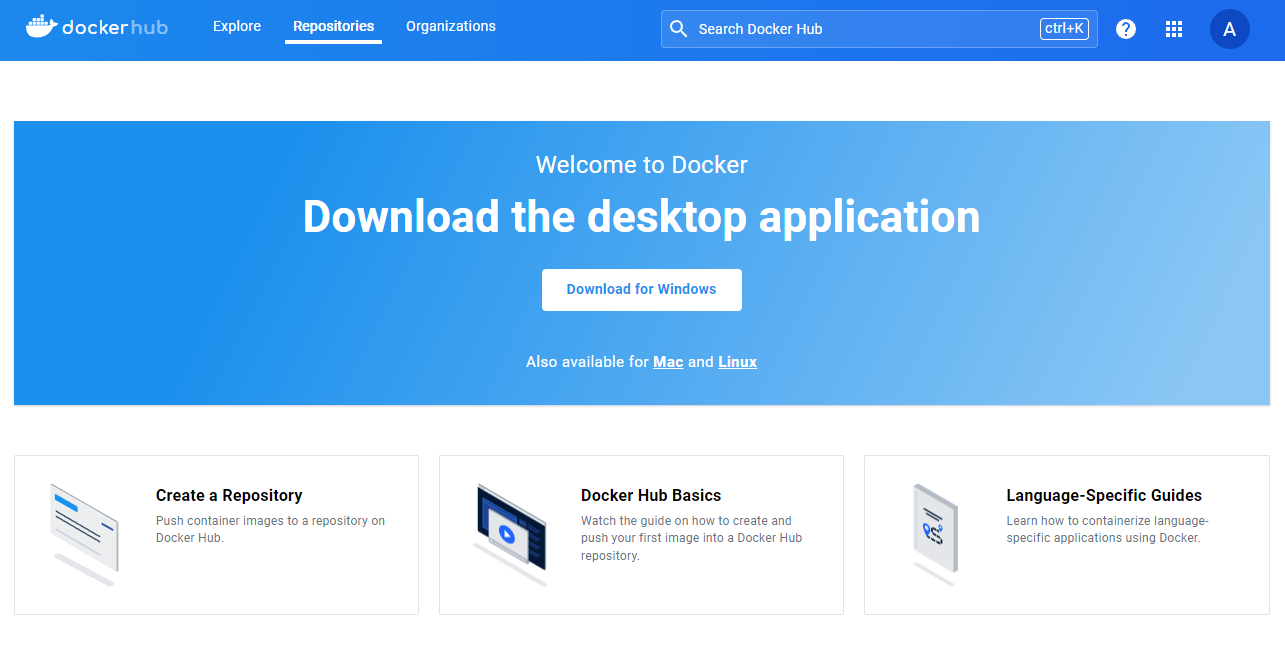 dockerhub
Explore
Repositories
Organizations
Search Docker Hub
ctrl+K
?
A
Welcome to Docker
Download the desktop application
Download for Windows
Also available for Mac and Linux
Create a Repository
Push container images to a repository on
Docker Hub.
Docker Hub Basics
Watch the guide on how to create and
push your first image into a Docker Hub
repository.
Language-Specific Guides
Learn how to containerize language-
specific applications using Docker.